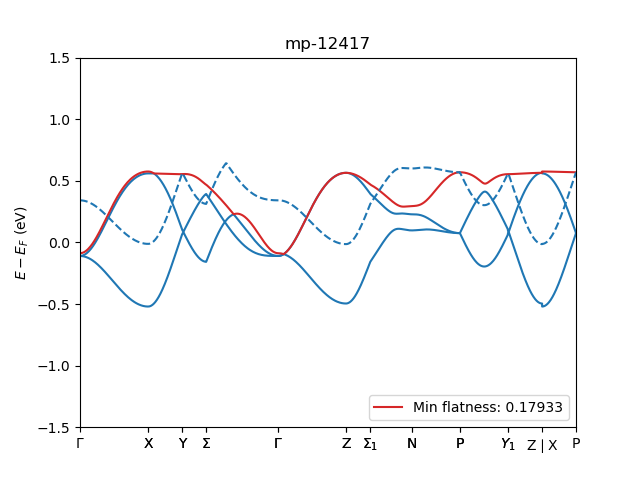 mp-12417
1.5
1.0
0.5
0.0
−0.5
−1.0
−1.5
E − E_F (eV)
Min flatness: 0.17933
Γ X Y Σ Γ Z Σ₁ N P Y₁ Z | X P